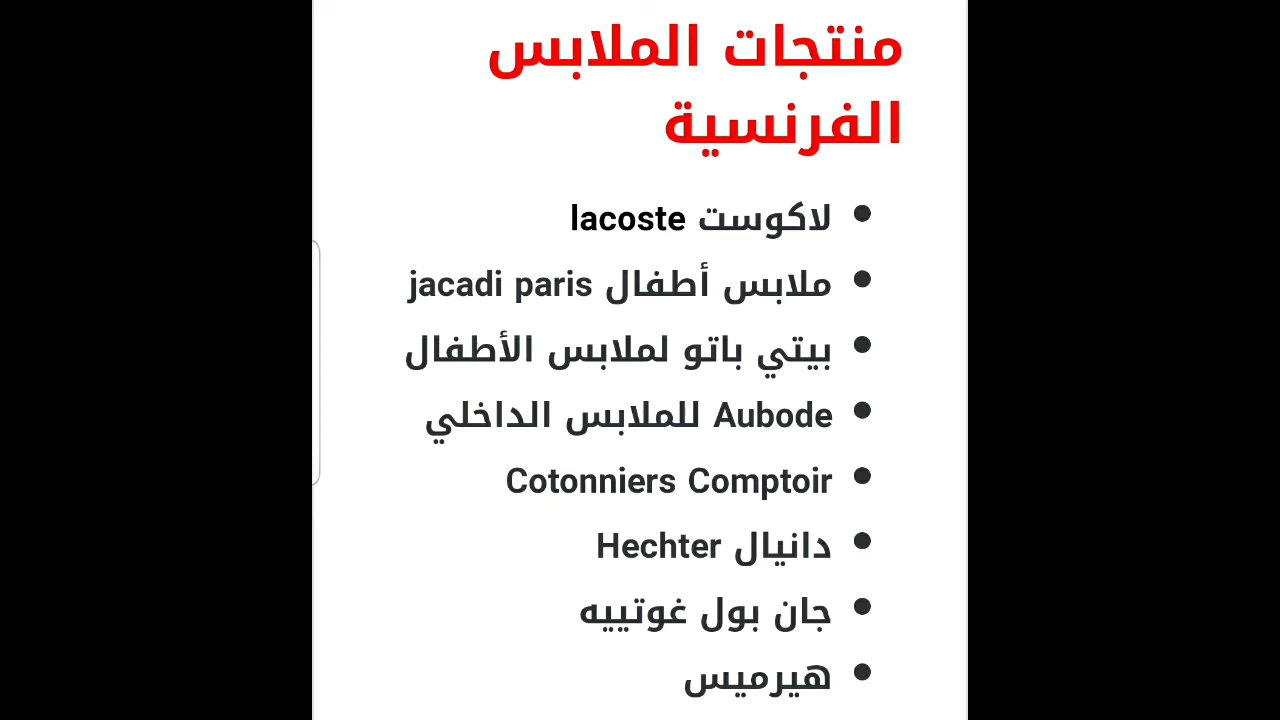 منتجات الملابس
الفرنسية
لاكوست lacoste
ملابس أطفال jacadi paris
بيتي باتو لملابس الأطفال
Aubode للملابس الداخلي
Cotonniers Comptoir
دانيال Hechter
جان بول غوتييه
هيرميس